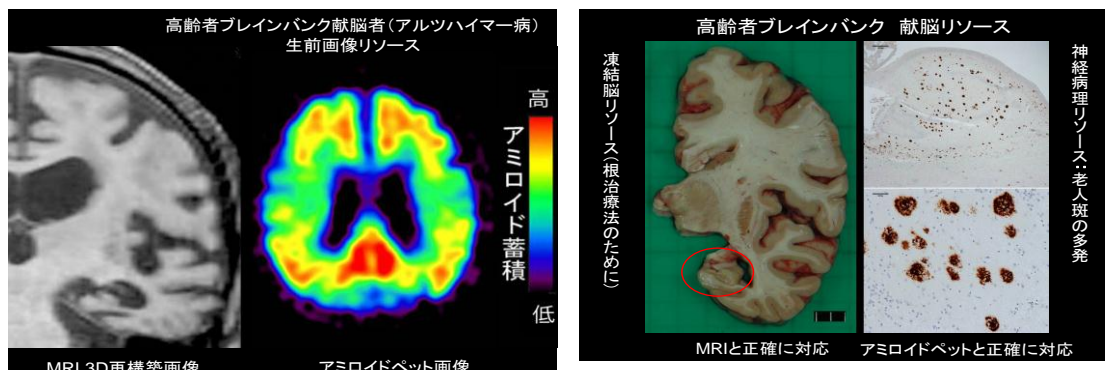 高齢者ブレインバンク献脳者(アルツハイマー病)
生前画像リソース
高
アミロイド蓄積
低
MRI 3D再構築画像
アミロイドペット画像
高齢者ブレインバンク 献脳リソース
凍結脳リソース(根治療法のために)
神経病理リソース:老人斑の多発
MRIと正確に対応
アミロイドペットと正確に対応